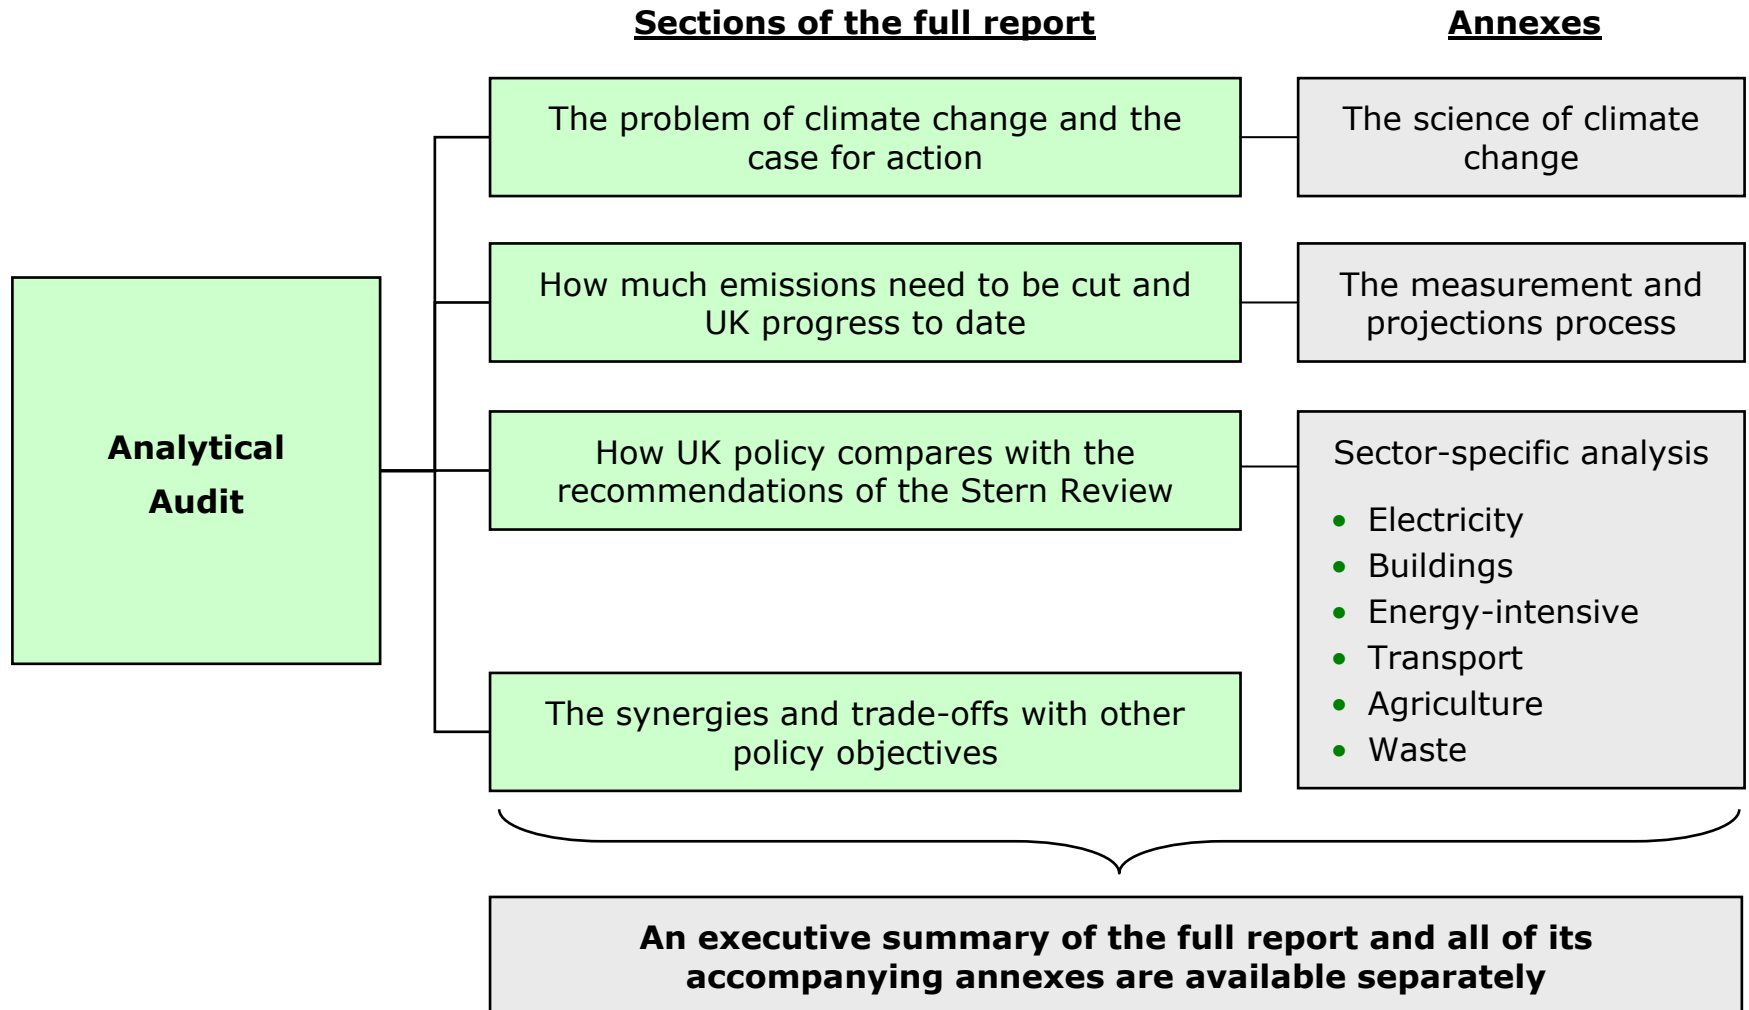 Sections of the full report
Annexes
The problem of climate change and the
case for action
The science of climate
change
How much emissions need to be cut and
UK progress to date
The measurement and
projections process
Analytical
Audit
How UK policy compares with the
recommendations of the Stern Review
Sector-specific analysis
• Electricity
• Buildings
• Energy-intensive
• Transport
• Agriculture
• Waste
The synergies and trade-offs with other
policy objectives
An executive summary of the full report and all of its
accompanying annexes are available separately